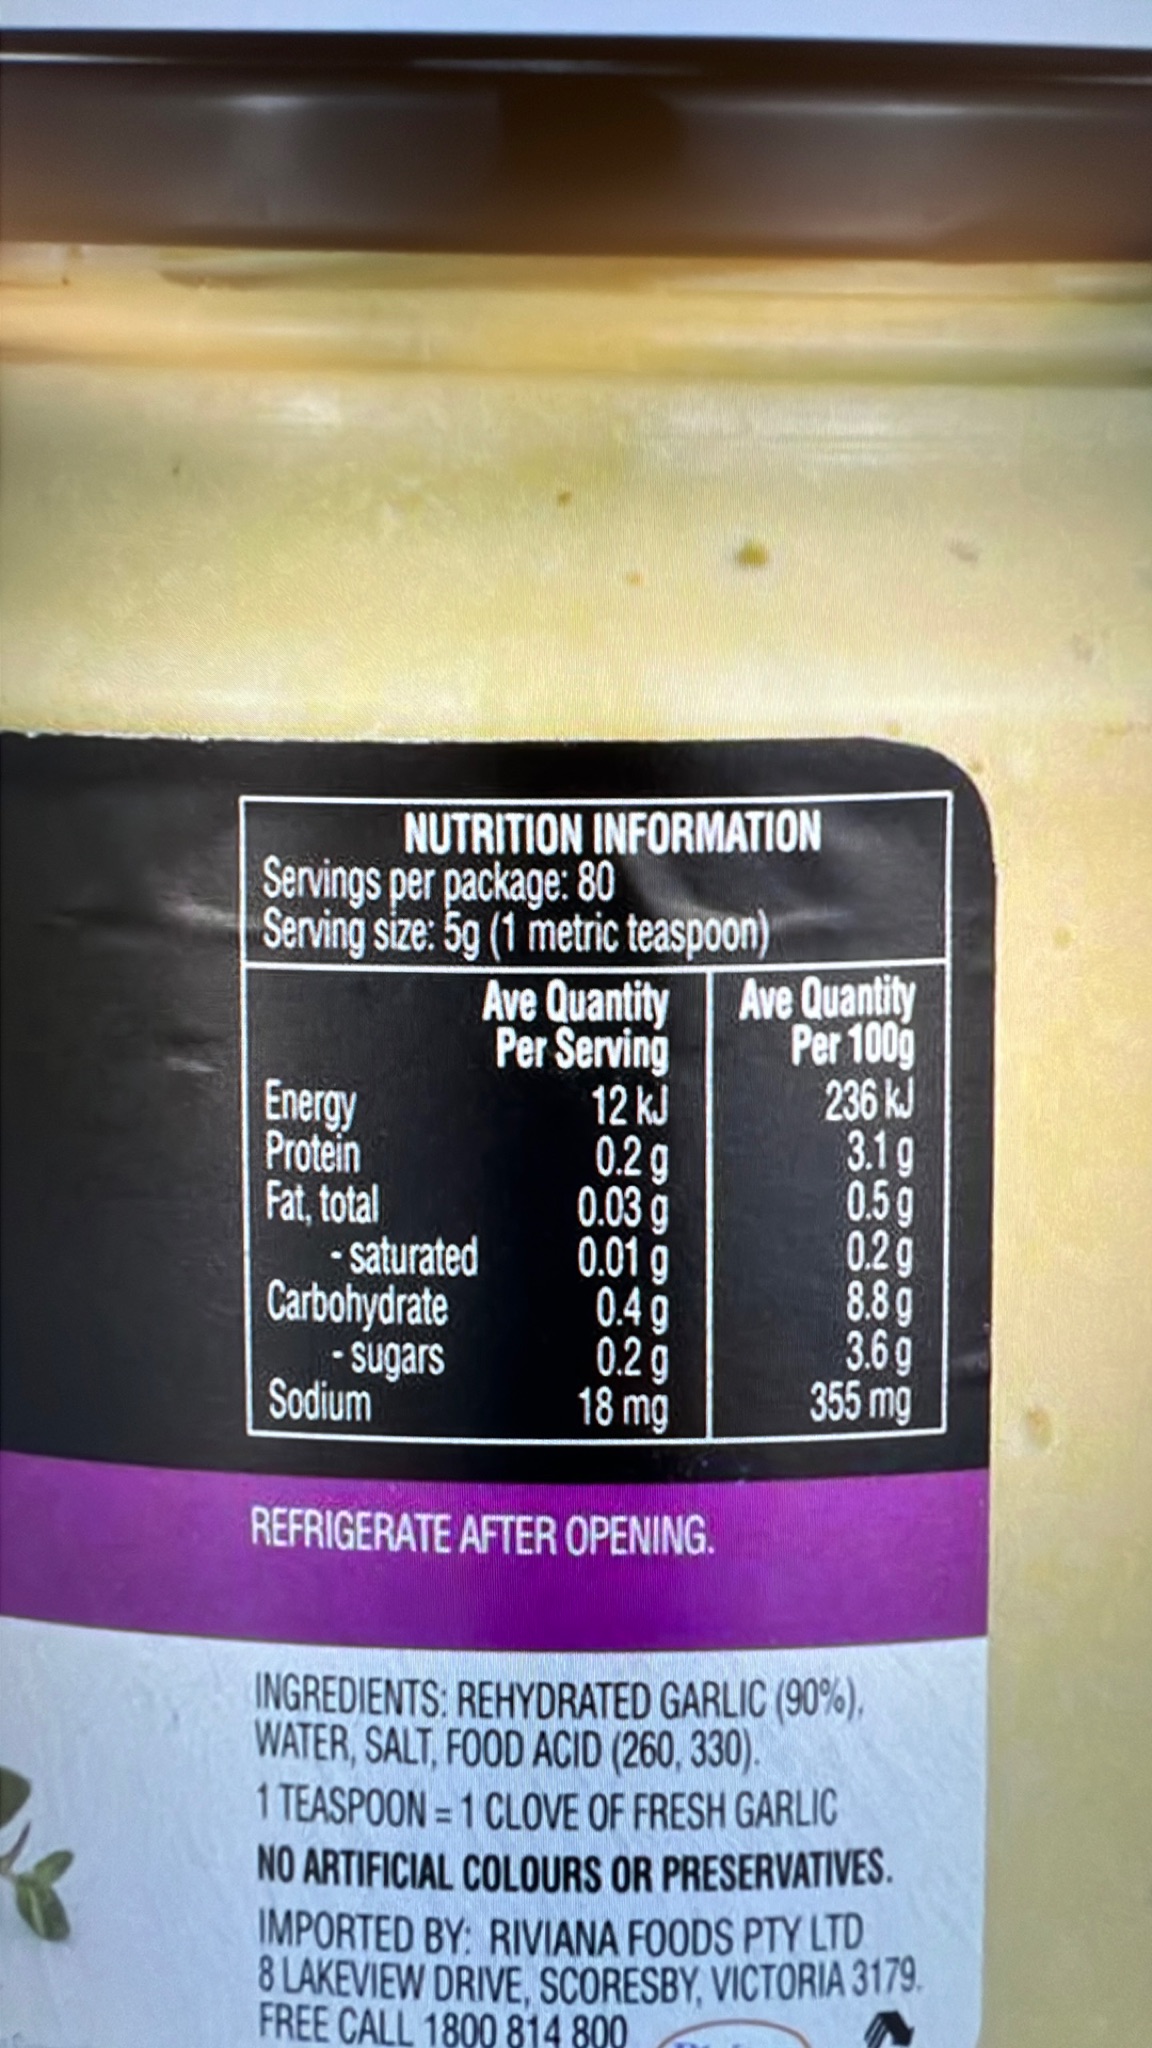 NUTRITION INFORMATION
Servings per package: 80
Serving size: 5g (1 metric teaspoon)
Ave Quantity Per Serving Ave Quantity Per 100g
Energy 12 kJ 236 kJ
Protein 0.2 g 3.1 g
Fat, total 0.03 g 0.5 g
- saturated 0.01 g 0.2 g
Carbohydrate 0.4 g 8.8 g
- sugars 0.2 g 3.6 g
Sodium 18 mg 355 mg
REFRIGERATE AFTER OPENING.
INGREDIENTS: REHYDRATED GARLIC (90%),
WATER, SALT, FOOD ACID (260, 330).
1 TEASPOON = 1 CLOVE OF FRESH GARLIC
NO ARTIFICIAL COLOURS OR PRESERVATIVES.
IMPORTED BY: RIVIANA FOODS PTY LTD
8 LAKEVIEW DRIVE, SCORESBY, VICTORIA 3179.
FREE CALL 1800 814 800